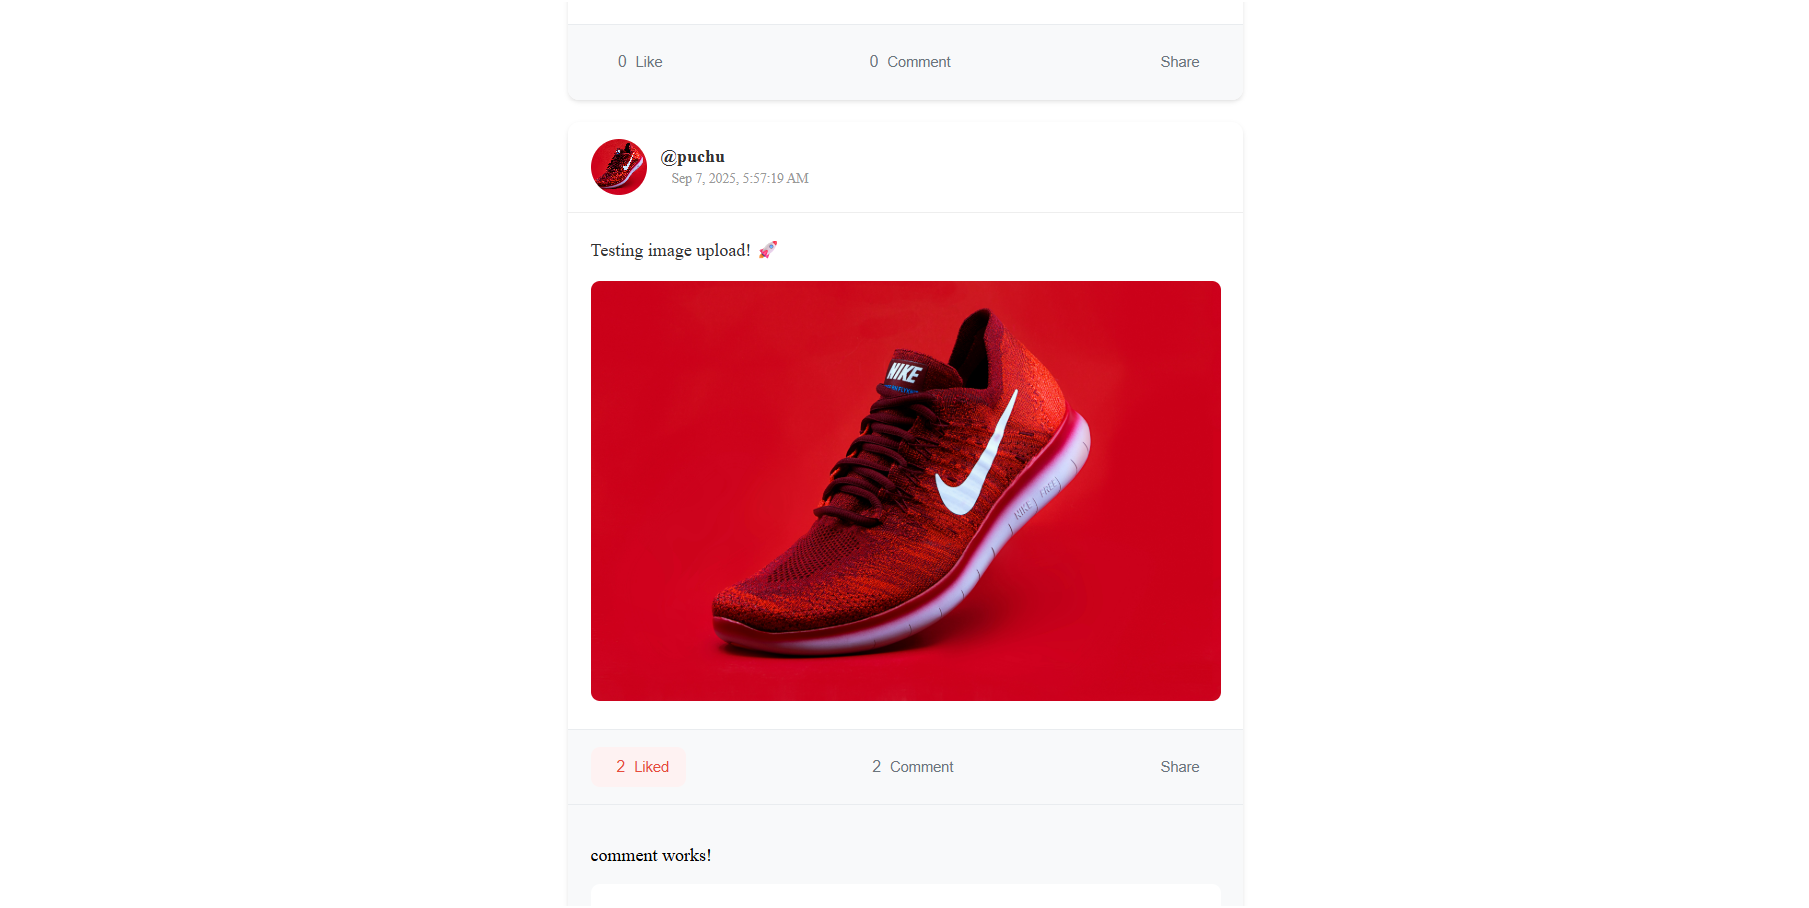 0 Like 0 Comment Share
@puchu
Sep 7, 2025, 5:57:19 AM
Testing image upload! 🚀
NIKE
NIKE FREE
2 Liked 2 Comment Share
comment works!